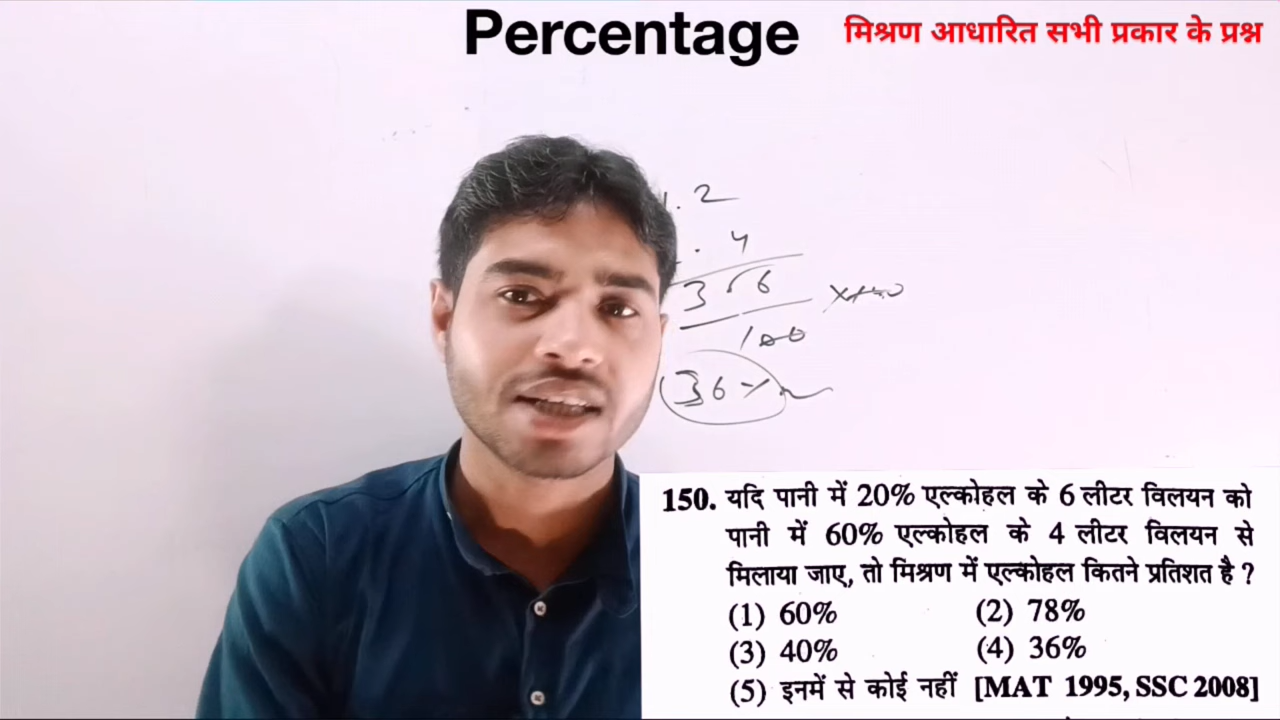 Percentage
मिश्रण आधारित सभी प्रकार के प्रश्न
.2
.4
3.6
100
36%
150. यदि पानी में 20% एल्कोहल के 6 लीटर विलयन को
पानी में 60% एल्कोहल के 4 लीटर विलयन से
मिलाया जाए, तो मिश्रण में एल्कोहल कितने प्रतिशत है ?
(1) 60% (2) 78%
(3) 40% (4) 36%
(5) इनमें से कोई नहीं [MAT 1995, SSC 2008]